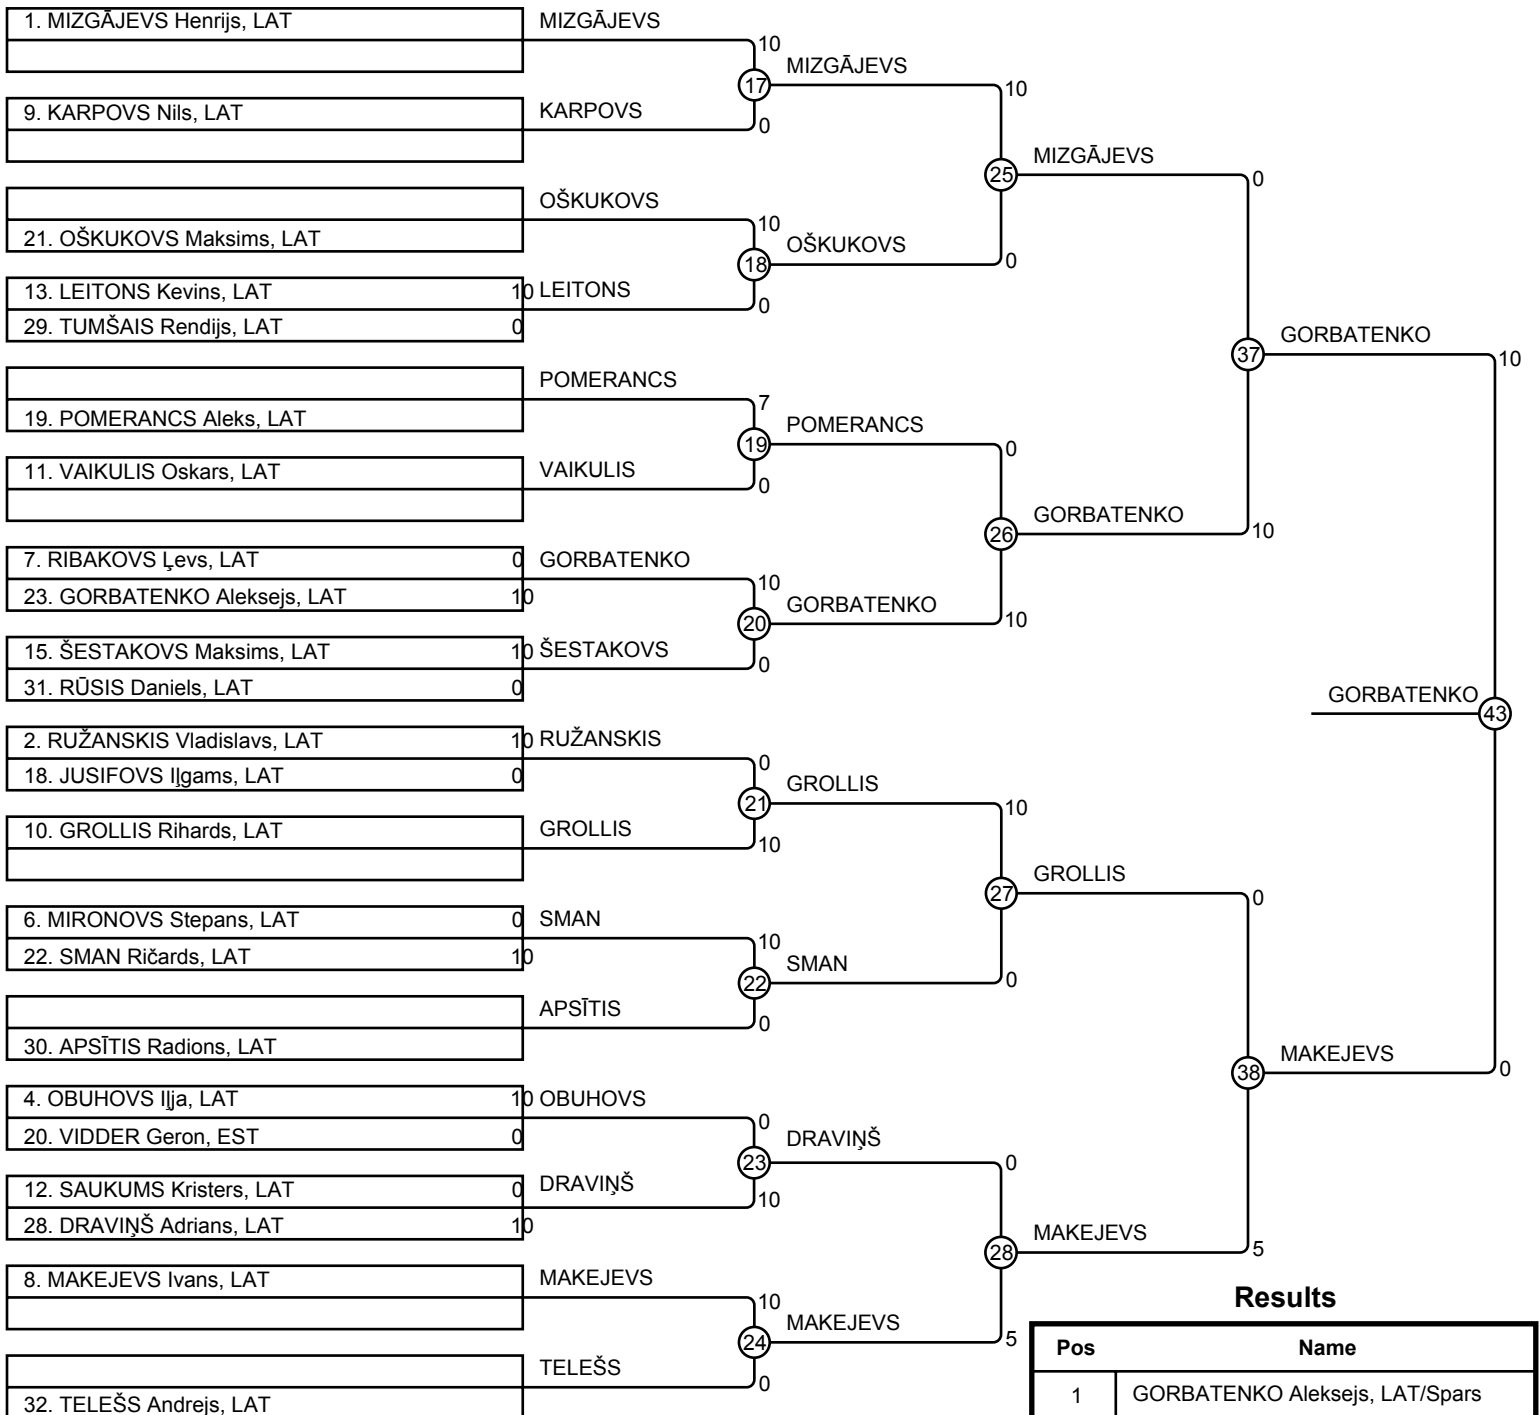 1. MIZGĀJEVS Henrijs, LAT
9. KARPOVS Nils, LAT
21. OŠKUKOVS Maksims, LAT
13. LEITONS Kevins, LAT 10
29. TUMŠAIS Rendijs, LAT 0
19. POMERANCS Aleks, LAT
11. VAIKULIS Oskars, LAT
7. RIBAKOVS Ļevs, LAT 0
23. GORBATENKO Aleksejs, LAT 10
15. ŠESTAKOVS Maksims, LAT 10
31. RŪSIS Daniels, LAT 0
2. RUŽANSKIS Vladislavs, LAT 10
18. JUSIFOVS Iļgams, LAT 0
10. GROLLIS Rihards, LAT
6. MIRONOVS Stepans, LAT 0
22. SMAN Ričards, LAT 10
30. APSĪTIS Radions, LAT
4. OBUHOVS Iļja, LAT 10
20. VIDDER Geron, EST 0
12. SAUKUMS Kristers, LAT 0
28. DRAVIŅŠ Adrians, LAT 10
8. MAKEJEVS Ivans, LAT
32. TELEŠS Andrejs, LAT
MIZGĀJEVS
10
17
KARPOVS
0
OŠKUKOVS
10
18
LEITONS
0
POMERANCS
7
19
VAIKULIS
0
GORBATENKO
10
20
ŠESTAKOVS
0
RUŽANSKIS
0
21
GROLLIS
10
SMAN
10
22
APSĪTIS
0
OBUHOVS
0
23
DRAVIŅŠ
10
MAKEJEVS
10
24
TELEŠS
0
MIZGĀJEVS
10
25
OŠKUKOVS
0
POMERANCS
0
26
GORBATENKO
10
GROLLIS
10
27
SMAN
0
DRAVIŅŠ
0
28
MAKEJEVS
5
MIZGĀJEVS
0
37
GORBATENKO
10
GROLLIS
0
38
MAKEJEVS
5
GORBATENKO
10
GORBATENKO
43
MAKEJEVS
0
Results
Pos Name
1 GORBATENKO Aleksejs, LAT/Spars